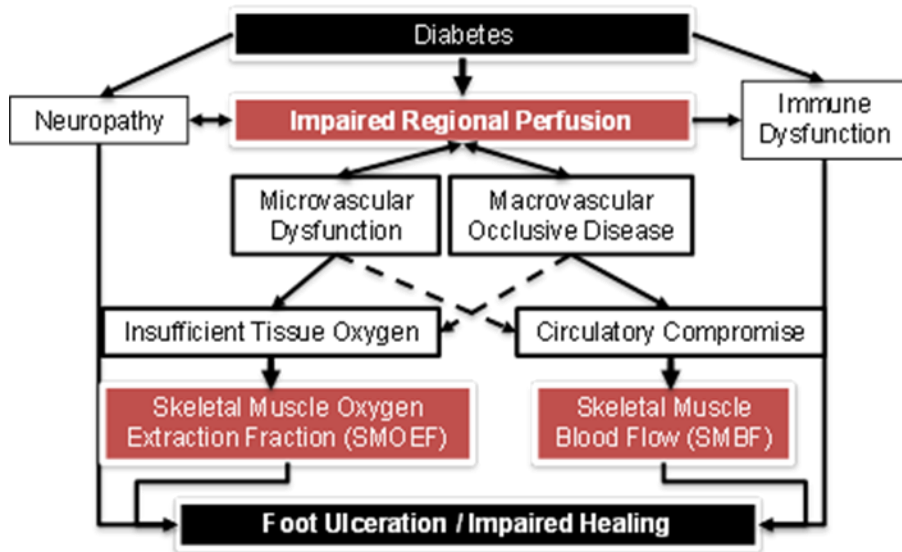 Diabetes
Neuropathy
Impaired Regional Perfusion
Immune
Dysfunction
Microvascular
Dysfunction
Macrovascular
Occlusive Disease
Insufficient Tissue Oxygen
Circulatory Compromise
Skeletal Muscle Oxygen
Extraction Fraction (SMOEF)
Skeletal Muscle
Blood Flow (SMBF)
Foot Ulceration / Impaired Healing